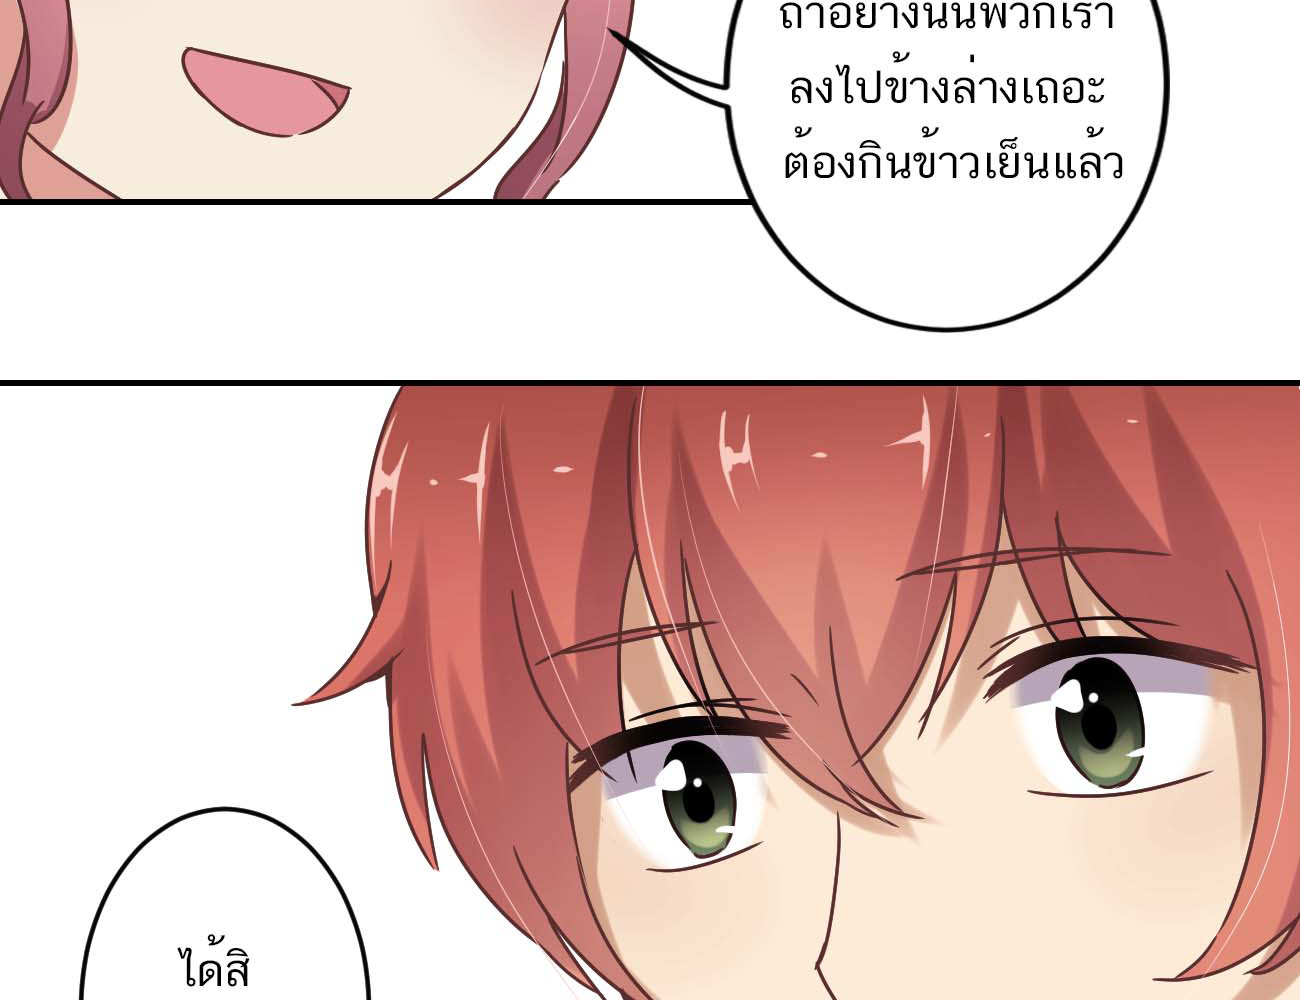 ถ้าอย่างนั้นพวกเรา
ลงไปข้างล่างเถอะ
ต้องกินข้าวเย็นแล้ว
ได้สิ